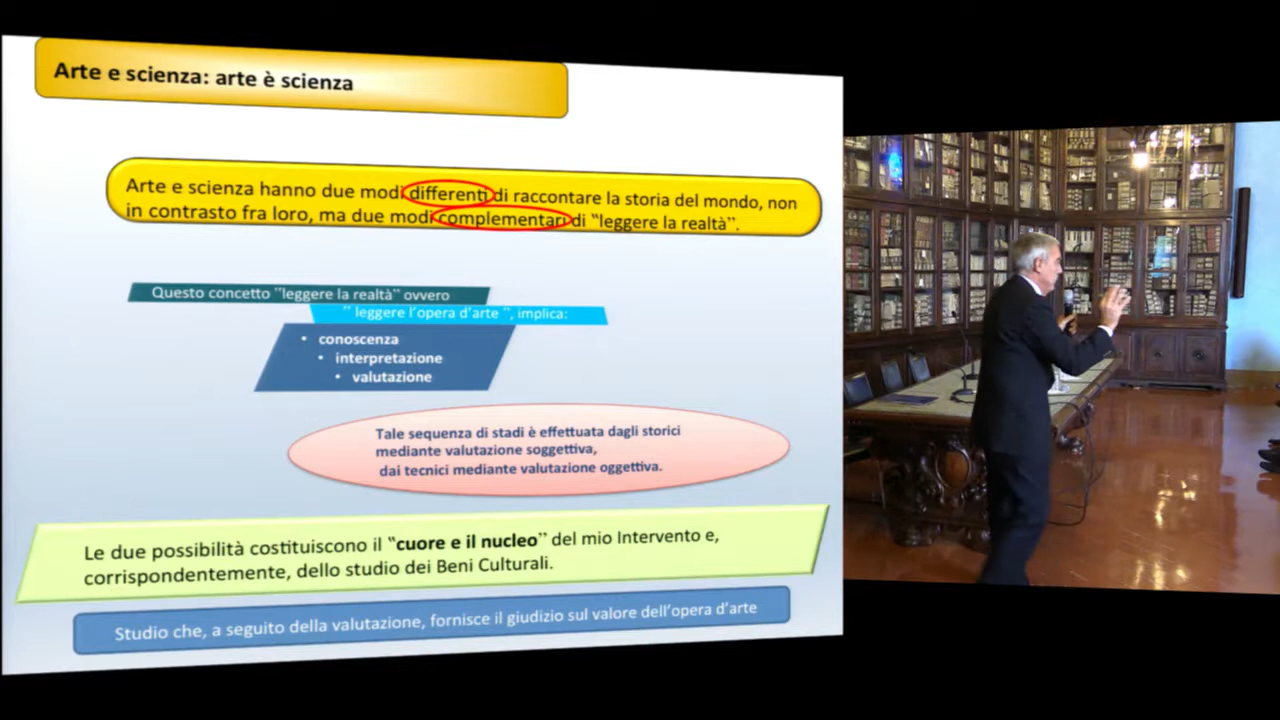 Arte e scienza: arte è scienza
Arte e scienza hanno due modi differenti di raccontare la storia del mondo, non
in contrasto fra loro, ma due modi complementari di “leggere la realtà”.
Questo concetto "leggere la realtà" ovvero
" leggere l’opera d’arte ", implica:
• conoscenza
• interpretazione
• valutazione
Tale sequenza di stadi è effettuata dagli storici
mediante valutazione soggettiva,
dai tecnici mediante valutazione oggettiva.
Le due possibilità costituiscono il “cuore e il nucleo” del mio Intervento e,
corrispondentemente, dello studio dei Beni Culturali.
Studio che, a seguito della valutazione, fornisce il giudizio sul valore dell’opera d’arte